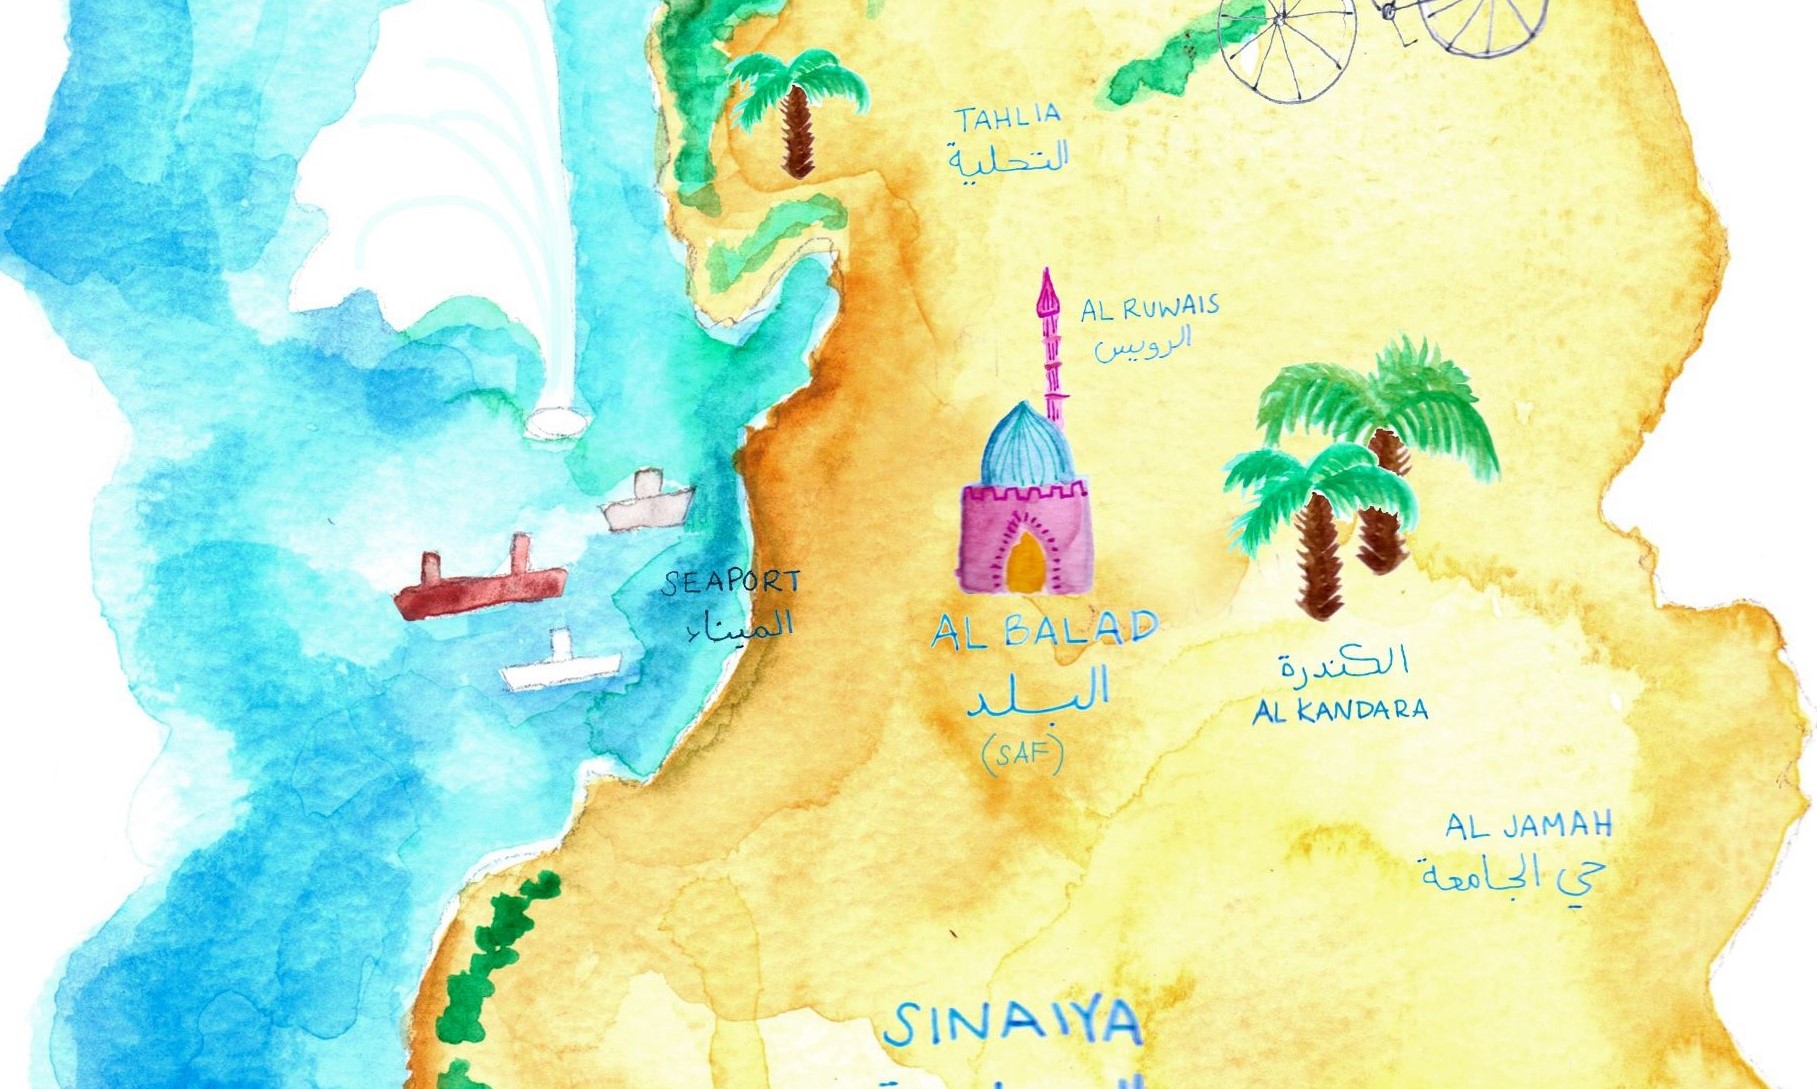 TAHLIA
التحلية
AL RUWAIS
الرويس
SEAPORT
الميناء
AL BALAD
البلد
(SAF)
الكندرة
AL KANDARA
AL JAMAH
حي الجامعة
SINAIYA